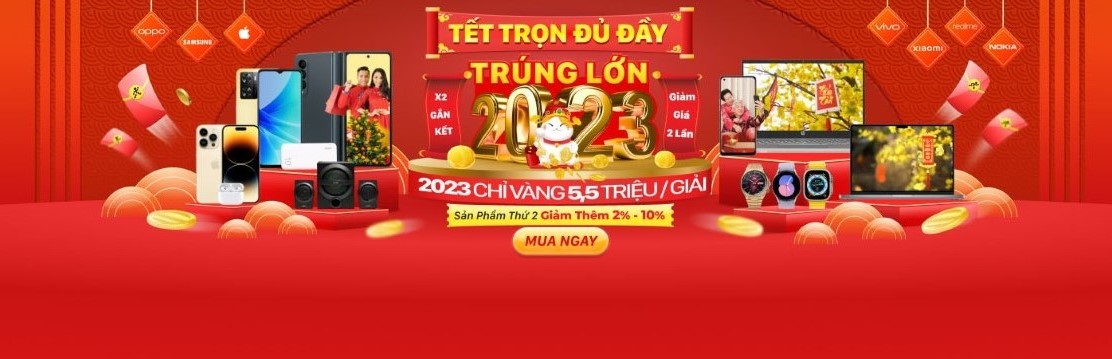 oppo
SAMSUNG
vivo
xiaomi
realme
NOKIA
TẾT TRỌN ĐỦ ĐẦY
TRÚNG LỚN
X2
GẮN
KẾT
2023
Giảm
Giá
2 Lần
2023 CHỈ VÀNG 5,5 TRIỆU / GIẢI
Sản Phẩm Thứ 2 Giảm Thêm 2% - 10%
MUA NGAY